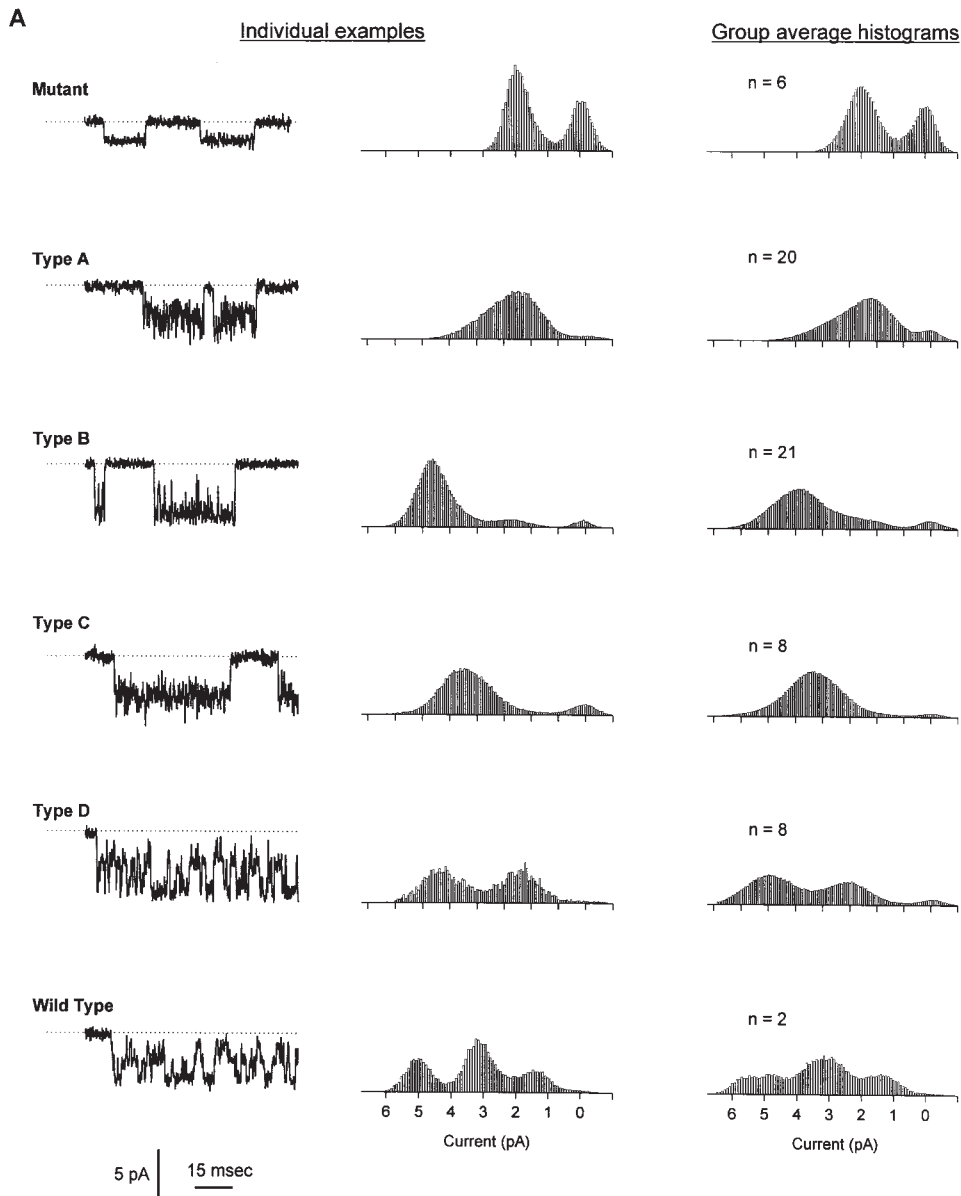 A
Individual examples
Group average histograms
Mutant
n = 6
Type A
n = 20
Type B
n = 21
Type C
n = 8
Type D
n = 8
Wild Type
n = 2
6 5 4 3 2 1 0
6 5 4 3 2 1 0
Current (pA)
Current (pA)
5 pA
15 msec